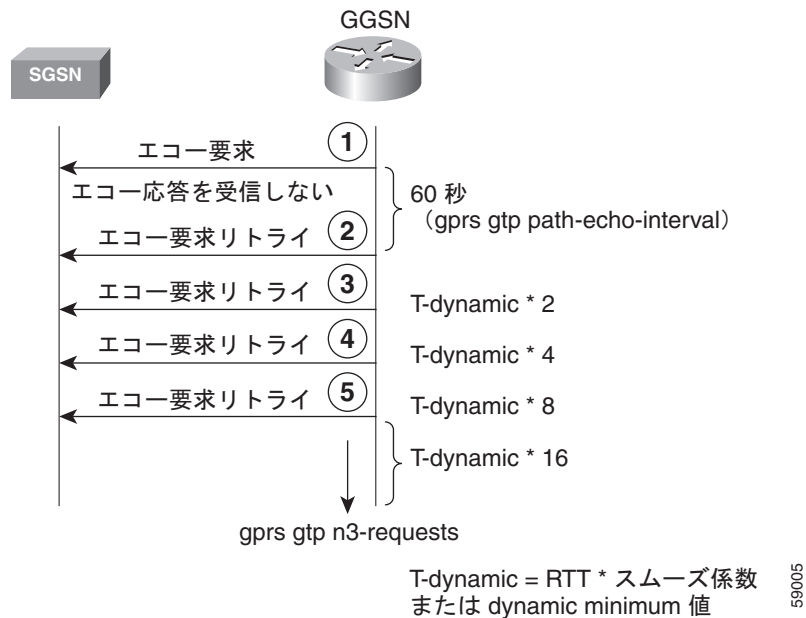 GGSN
SGSN
エコー要求 1
エコー応答を受信しない
60 秒
（gprs gtp path-echo-interval）
エコー要求リトライ 2
エコー要求リトライ 3
T-dynamic * 2
エコー要求リトライ 4
T-dynamic * 4
エコー要求リトライ 5
T-dynamic * 8
T-dynamic * 16
gprs gtp n3-requests
T-dynamic = RTT * スムーズ係数
または dynamic minimum 値
59005